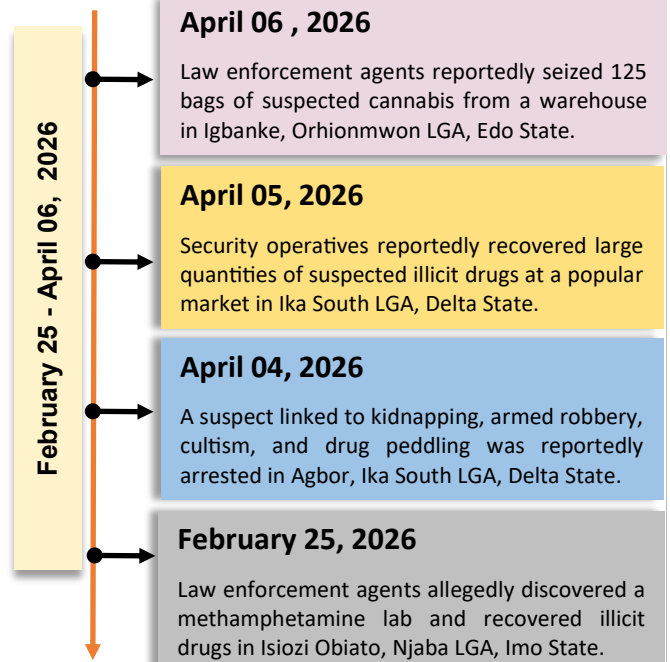 February 25 - April 06, 2026
April 06 , 2026
Law enforcement agents reportedly seized 125
bags of suspected cannabis from a warehouse
in Igbanke, Orhionmwon LGA, Edo State.
April 05, 2026
Security operatives reportedly recovered large
quantities of suspected illicit drugs at a popular
market in Ika South LGA, Delta State.
April 04, 2026
A suspect linked to kidnapping, armed robbery,
cultism, and drug peddling was reportedly
arrested in Agbor, Ika South LGA, Delta State.
February 25, 2026
Law enforcement agents allegedly discovered a
methamphetamine lab and recovered illicit
drugs in Isiozi Obiato, Njaba LGA, Imo State.